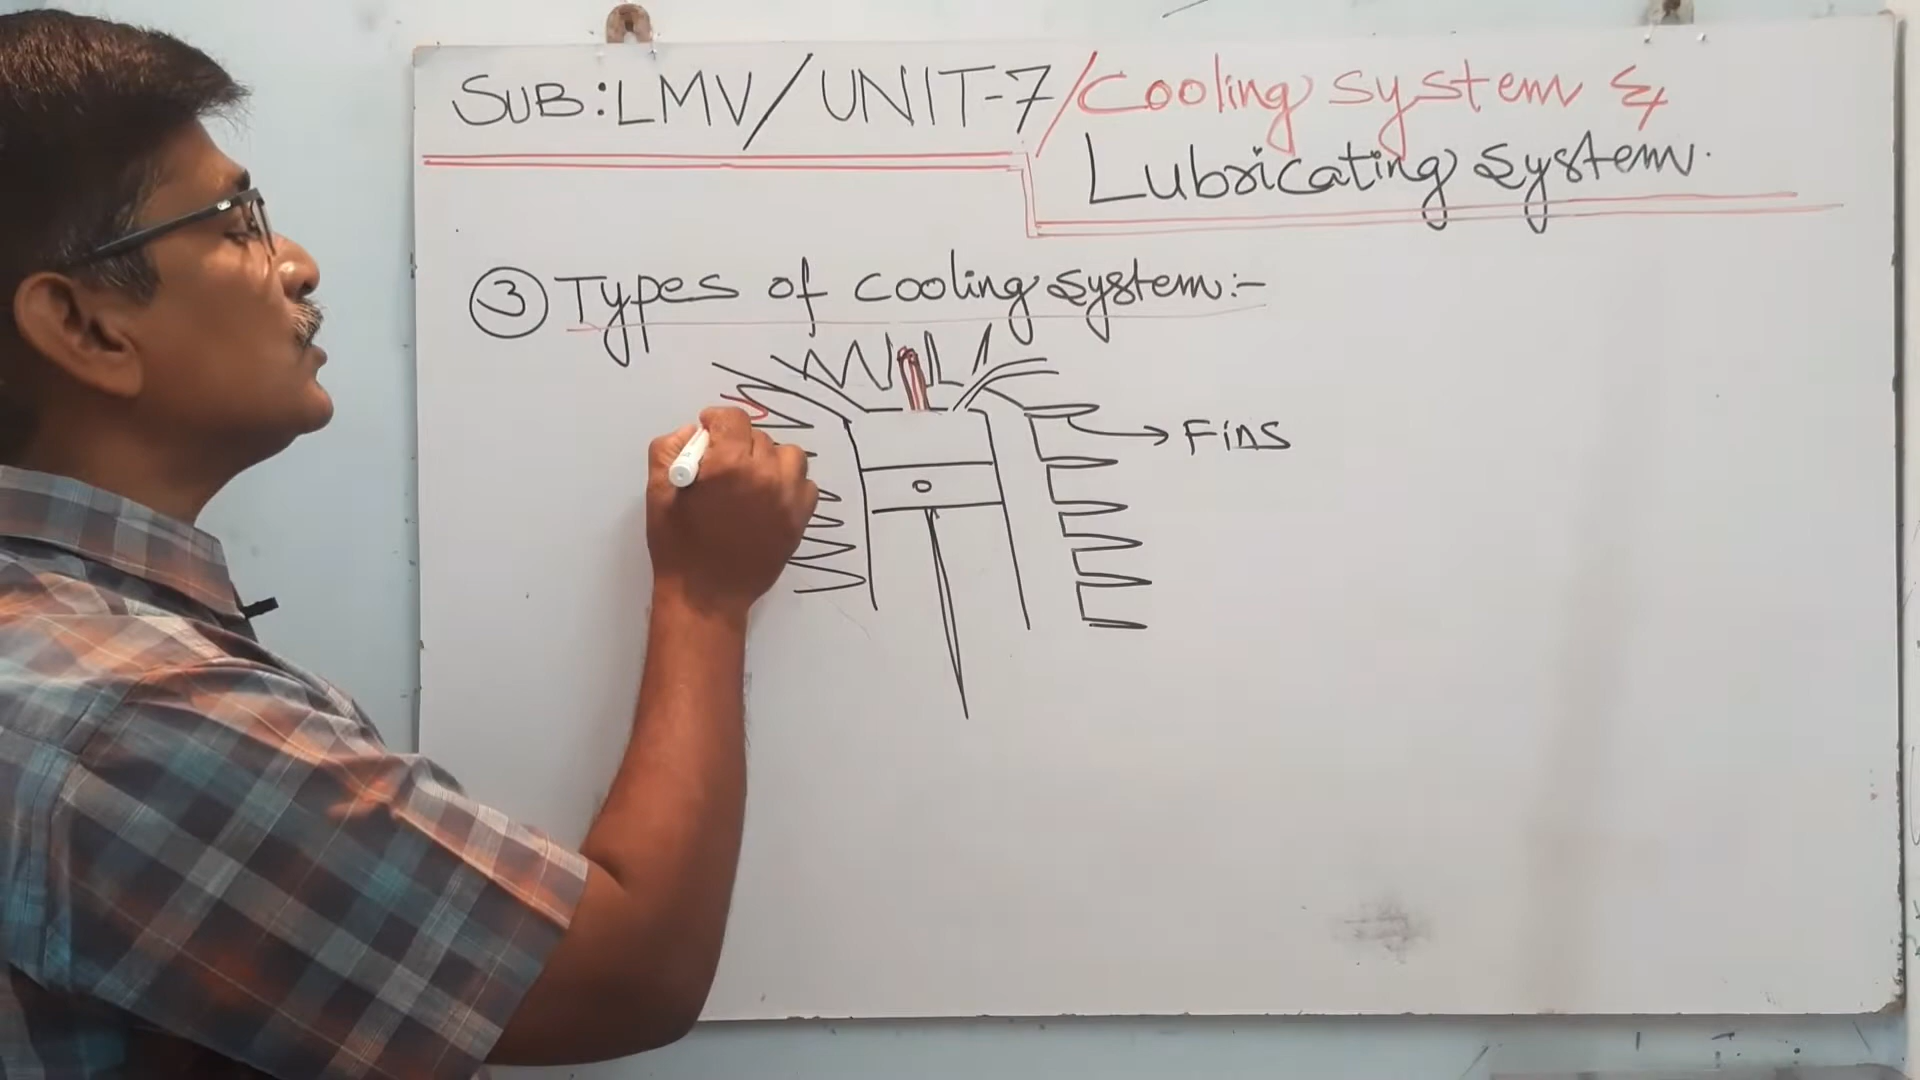 SUB:LMV/UNIT-7/Cooling system &
Lubricating system.
③ Types of cooling system:-
Fins